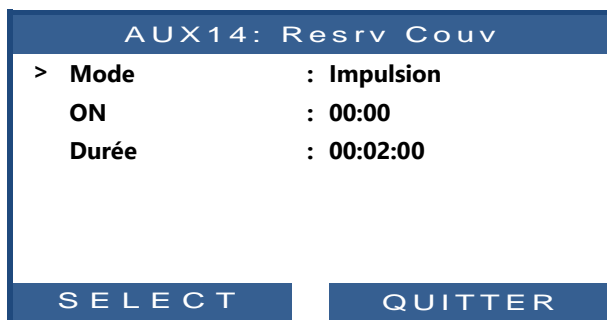 AUX14: Resrv Couv
> Mode : Impulsion
ON : 00:00
Durée : 00:02:00
SELECT QUITTER